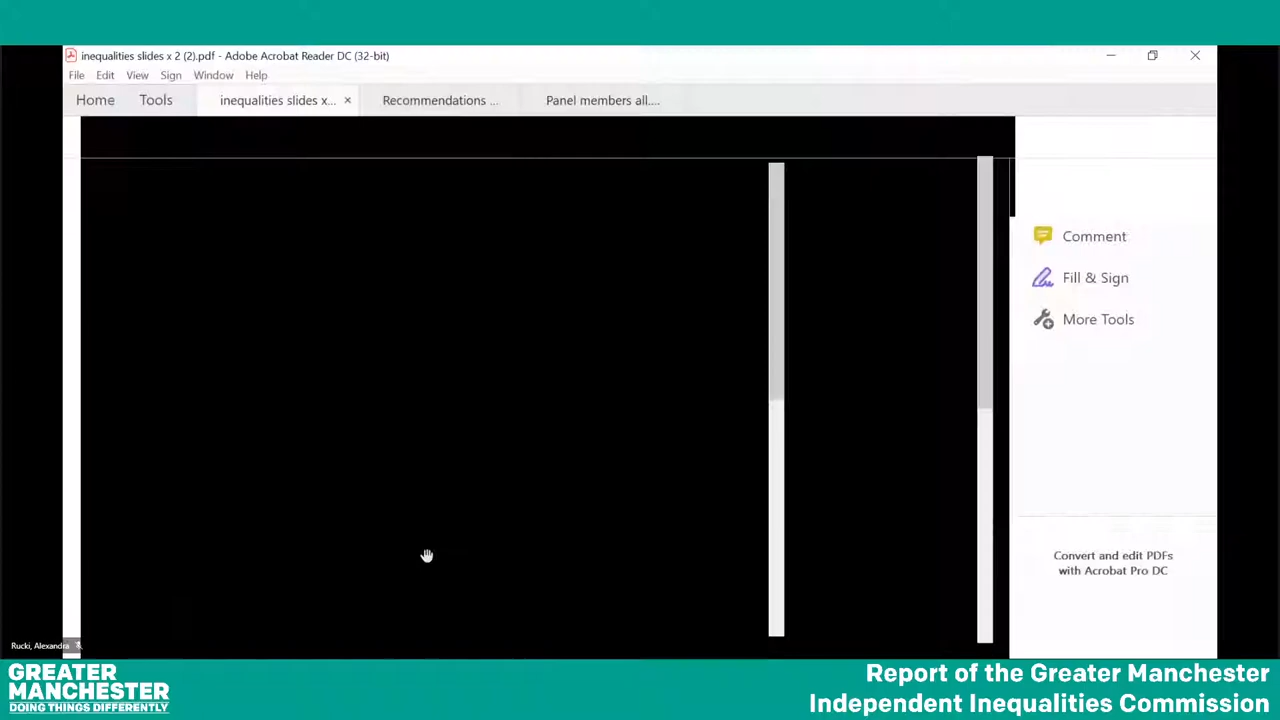 inequalities slides x 2 (2).pdf - Adobe Acrobat Reader DC (32-bit)
File Edit View Sign Window Help
Home Tools inequalities slides x... × Recommendations ... Panel members all....
Comment
Fill & Sign
More Tools
Convert and edit PDFs
with Acrobat Pro DC
Rucki, Alexandra
GREATER
MANCHESTER
DOING THINGS DIFFERENTLY
Report of the Greater Manchester
Independent Inequalities Commission